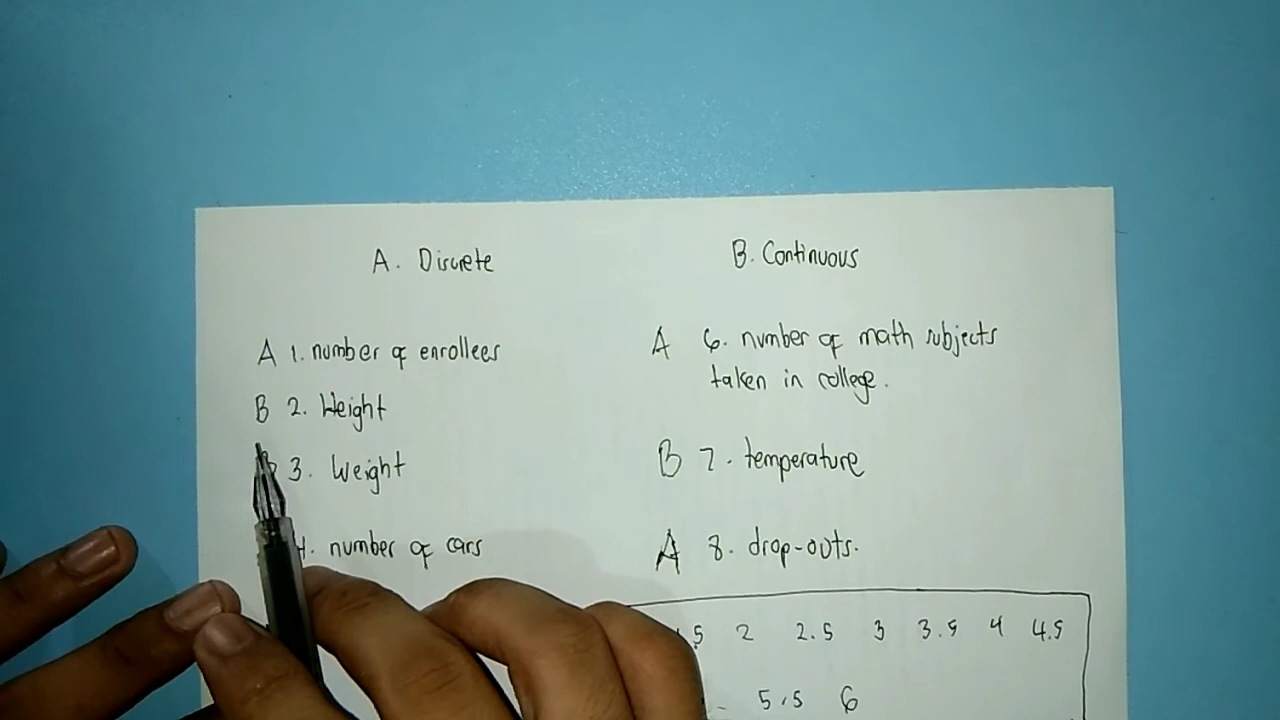 A. Discrete
B. Continuous
A 1. number of enrollees
B 2. Height
3. Weight
4. number of cars
A 6. number of math subjects
taken in college.
B 7. temperature
A 8. drop-outs.
5 2 2.5 3 3.5 4 4.5
5.5 6